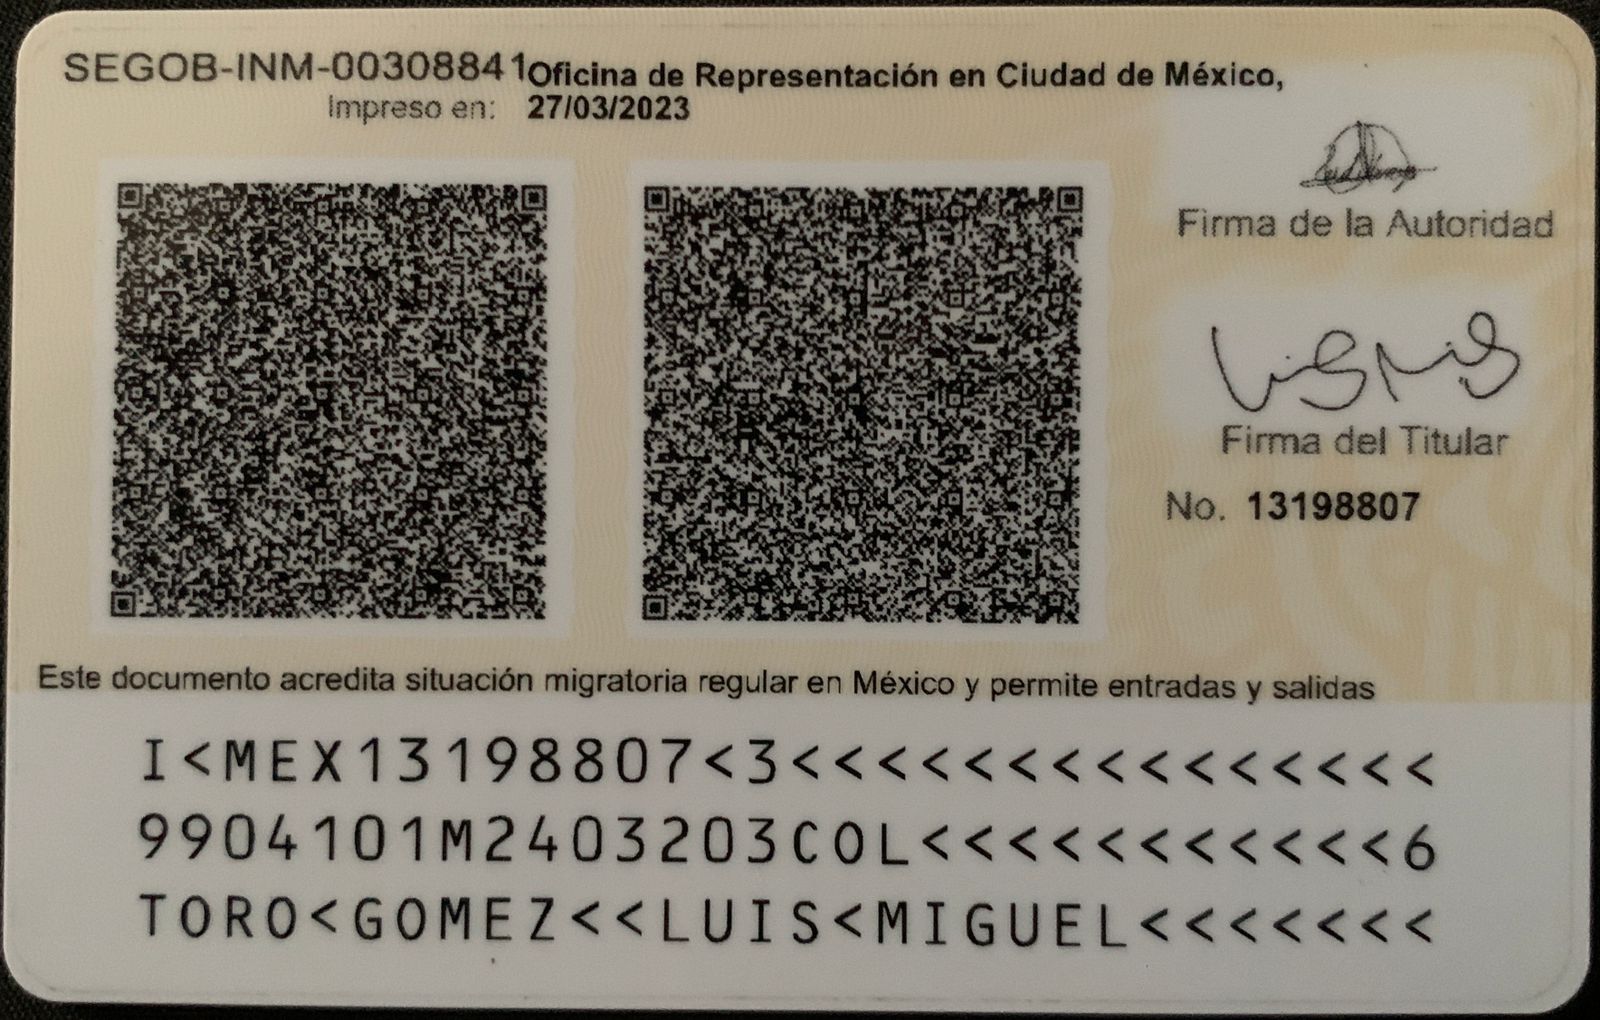 SEGOB-INM-00308841 Oficina de Representación en Ciudad de México,
Impreso en: 27/03/2023
Firma de la Autoridad
Firma del Titular
No. 13198807
Este documento acredita situación migratoria regular en México y permite entradas y salidas
I<MEX13198807<3<<<<<<<<<<<<<<<
9904101M2403203COL<<<<<<<<<<<6
TORO<GOMEZ<<LUIS<MIGUEL<<<<<<<